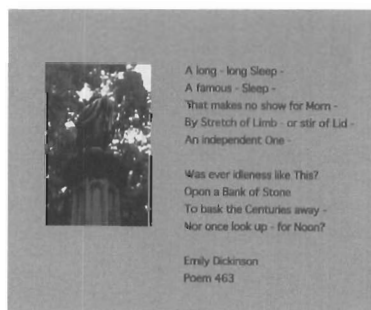 A long - long Sleep -
A famous - Sleep -
That makes no show for Morn -
By Stretch of Limb - or stir of Lid -
An independent One -
Was ever idleness like This?
Opon a Bank of Stone
To bask the Centuries away -
Nor once look up - for Noon?
Emily Dickinson
Poem 463